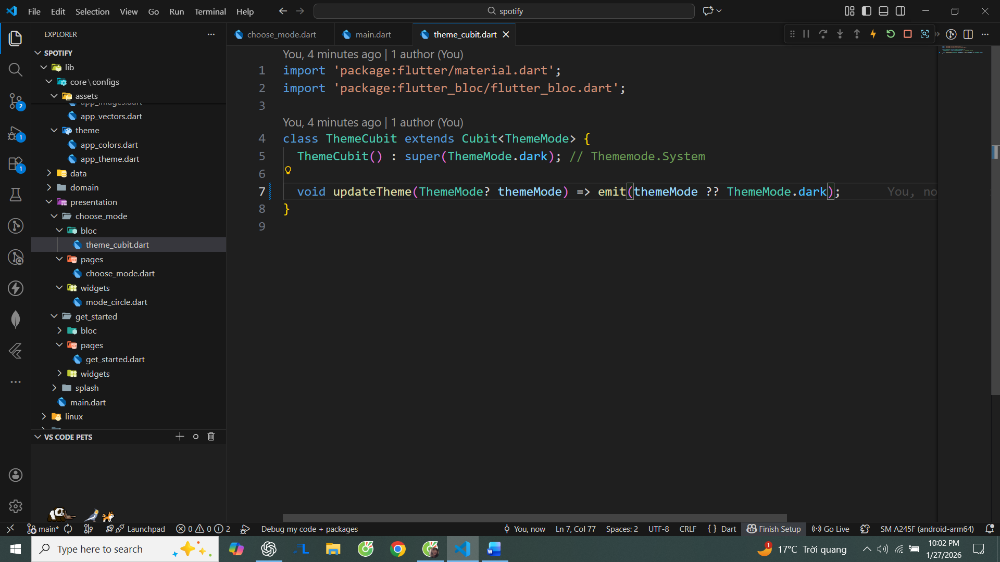 File Edit Selection View Go Run Terminal Help
spotify
EXPLORER
SPOTIFY
lib
core\configs
assets
app_images.dart
app_vectors.dart
theme
app_colors.dart
app_theme.dart
data
domain
presentation
choose_mode
bloc
theme_cubit.dart
pages
choose_mode.dart
widgets
mode_circle.dart
get_started
bloc
pages
get_started.dart
widgets
splash
main.dart
linux
VS CODE PETS
2
1
1
choose_mode.dart main.dart theme_cubit.dart
You, 4 minutes ago | 1 author (You)
1 import 'package:flutter/material.dart';
2 import 'package:flutter_bloc/flutter_bloc.dart';
3
You, 4 minutes ago | 1 author (You)
4 class ThemeCubit extends Cubit<ThemeMode> {
5 ThemeCubit() : super(ThemeMode.dark); // Thememode.System
6
7 void updateTheme(ThemeMode? themeMode) => emit(themeMode ?? ThemeMode.dark); You, no
8 }
9
main* Launchpad 0 0 2 Debug my code + packages You, now Ln 7, Col 77 Spaces: 2 UTF-8 CRLF { } Dart Finish Setup Go Live SM A245F (android-arm64)
Type here to search
1 17°C Trời quang
10:02 PM
1/27/2026